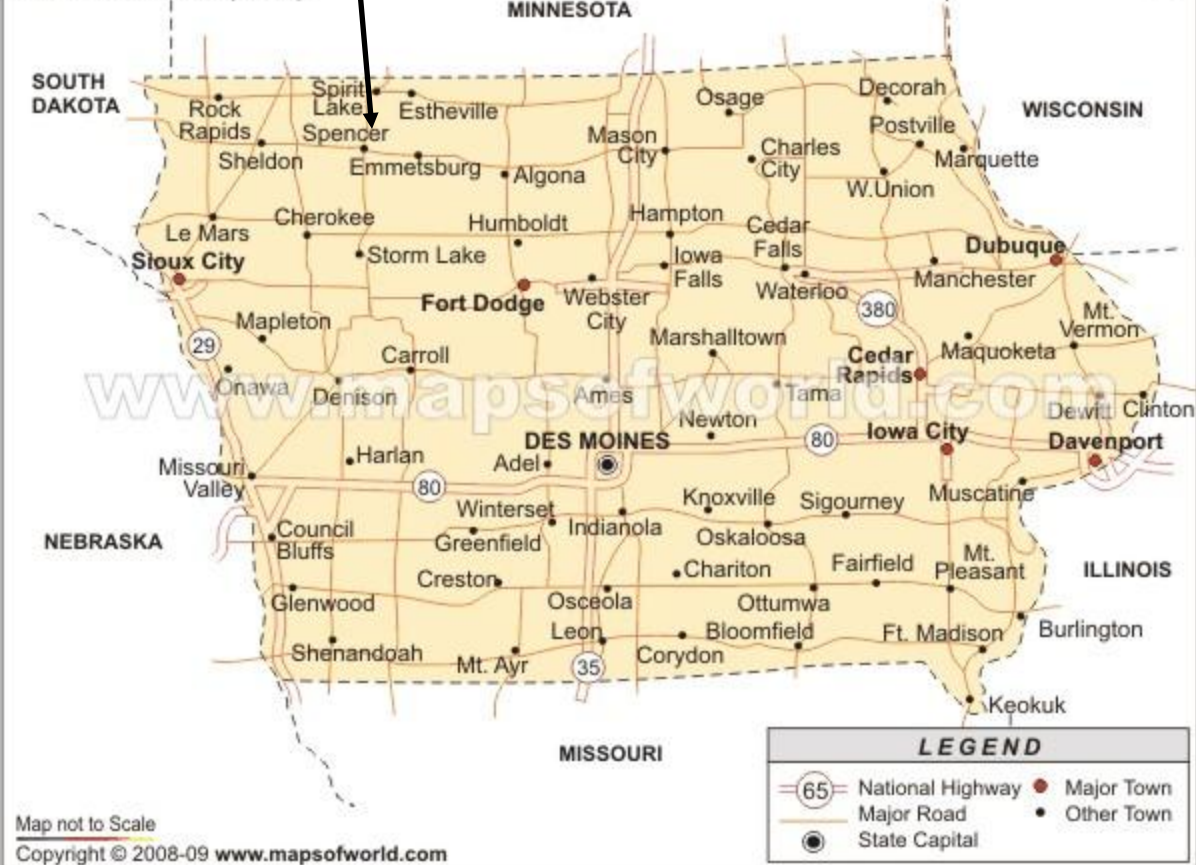 MINNESOTA
SOUTH
DAKOTA
WISCONSIN
Rock
Rapids
Spirit
Lake
Estheville
Osage
Decorah
Spencer
Sheldon
Emmetsburg
Algona
Mason
City
Charles
City
Postville
Marquette
W.Union
Le Mars
Cherokee
Humboldt
Hampton
Cedar
Falls
Dubuque
Sioux City
Storm Lake
Iowa
Falls
Waterloo
Manchester
Fort Dodge
Webster
City
380
Mt.
Vernon
29
Mapleton
Carroll
Marshalltown
Cedar
Rapids
Maquoketa
www.mapsofworld.com
Onawa
Denison
Ames
Tama
Dewitt
Clinton
Newton
Iowa City
Davenport
DES MOINES
80
Missouri
Valley
Harlan
Adel
80
Winterset
Knoxville
Sigourney
Muscatine
NEBRASKA
Council
Bluffs
Greenfield
Indianola
Oskaloosa
Creston
Chariton
Fairfield
Mt.
Pleasant
ILLINOIS
Glenwood
Osceola
Ottumwa
Burlington
Shenandoah
Mt. Ayr
Leon
35
Corydon
Bloomfield
Ft. Madison
Keokuk
MISSOURI
LEGEND
65 National Highway
Major Town
Major Road
Other Town
State Capital
Map not to Scale
Copyright © 2008-09 www.mapsofworld.com